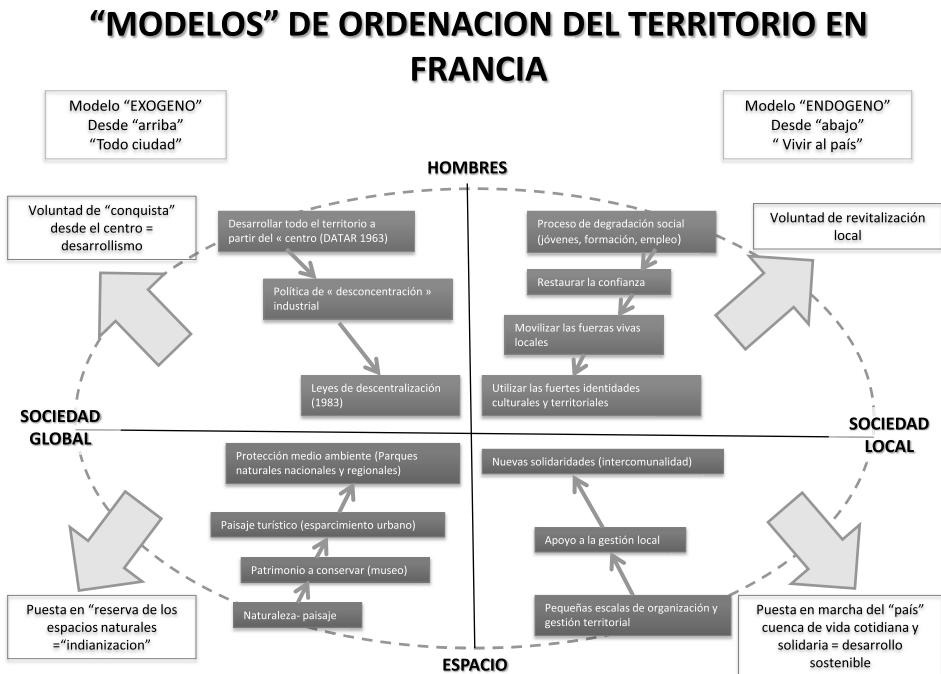 “MODELOS” DE ORDENACION DEL TERRITORIO EN
FRANCIA
Modelo “EXOGENO”
Desde “arriba”
“Todo ciudad”
Modelo “ENDOGENO”
Desde “abajo”
“ Vivir al país”
HOMBRES
Voluntad de “conquista”
desde el centro =
desarrollismo
Desarrollar todo el territorio a
partir del « centro (DATAR 1963)
Política de « desconcentración »
industrial
Leyes de descentralización
(1983)
Proceso de degradación social
(jóvenes, formación, empleo)
Restaurar la confianza
Movilizar las fuerzas vivas
locales
Utilizar las fuertes identidades
culturales y territoriales
Voluntad de revitalización
local
SOCIEDAD
GLOBAL
SOCIEDAD
LOCAL
Protección medio ambiente (Parques
naturales nacionales y regionales)
Paisaje turístico (esparcimiento urbano)
Patrimonio a conservar (museo)
Naturaleza- paisaje
Nuevas solidaridades (intercomunalidad)
Apoyo a la gestión local
Pequeñas escalas de organización y
gestión territorial
Puesta en “reserva de los
espacios naturales
=“indianizacion”
Puesta en marcha del “país”
cuenca de vida cotidiana y
solidaria = desarrollo
sostenible
ESPACIO